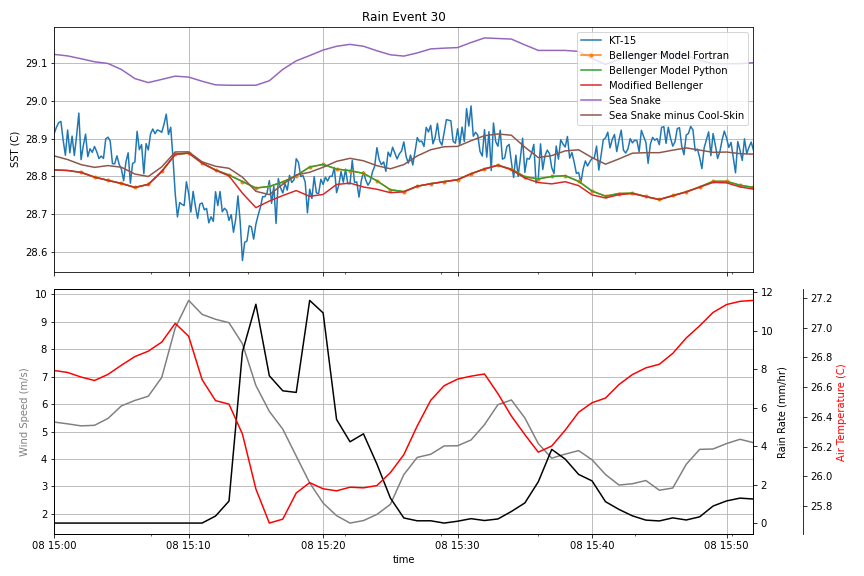 Rain Event 30
KT-15
Bellenger Model Fortran
Bellenger Model Python
Modified Bellenger
Sea Snake
Sea Snake minus Cool-Skin
SST (C)
29.1
29.0
28.9
28.8
28.7
28.6
Wind Speed (m/s)
10
9
8
7
6
5
4
3
2
12
10
8
6
4
2
0
Rain Rate (mm/hr)
27.2
27.0
26.8
26.6
26.4
26.2
26.0
25.8
Air Temperature (C)
08 15:00 08 15:10 08 15:20 08 15:30 08 15:40 08 15:50
time